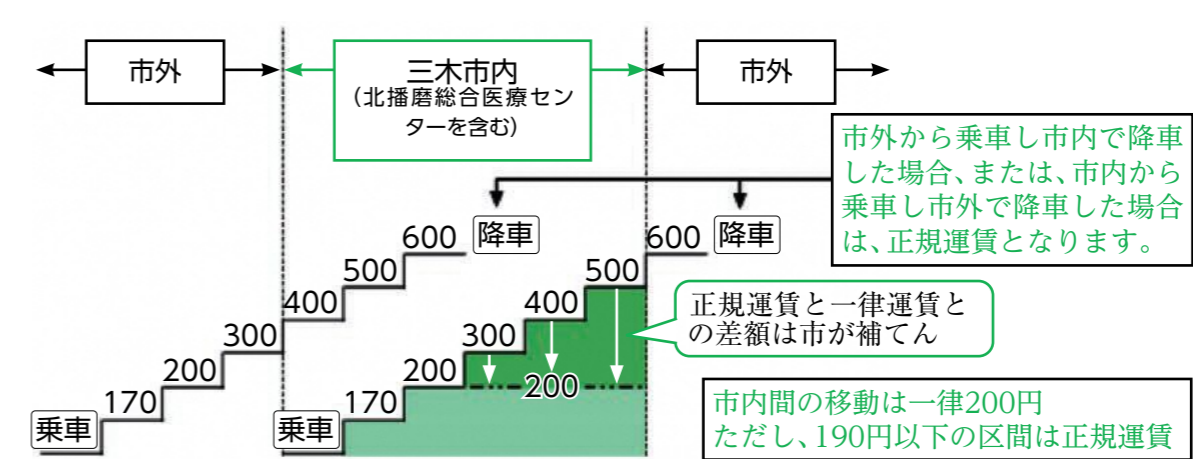 市外
三木市内
（北播磨総合医療セン
ターを含む）
市外
市外から乗車し市内で降車
した場合、または、市内から
乗車し市外で降車した場合
は、正規運賃となります。
乗車
170
200
300
400
500
600
降車
乗車
170
200
300
400
500
600
降車
200
正規運賃と一律運賃と
の差額は市が補てん
市内間の移動は一律200円
ただし、190円以下の区間は正規運賃